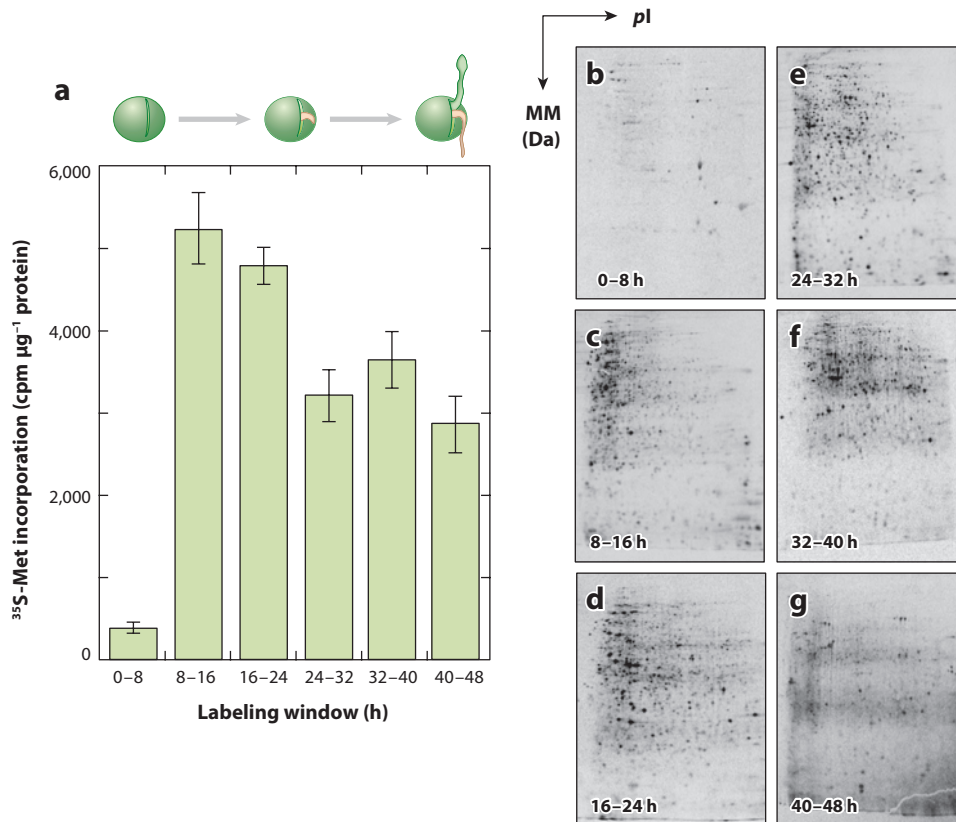 a
6,000
4,000
2,000
0
³⁵S-Met incorporation (cpm μg⁻¹ protein)
0–8 8–16 16–24 24–32 32–40 40–48
Labeling window (h)
pI
MM
(Da)
b
0–8 h
e
24–32 h
c
8–16 h
f
32–40 h
d
16–24 h
g
40–48 h